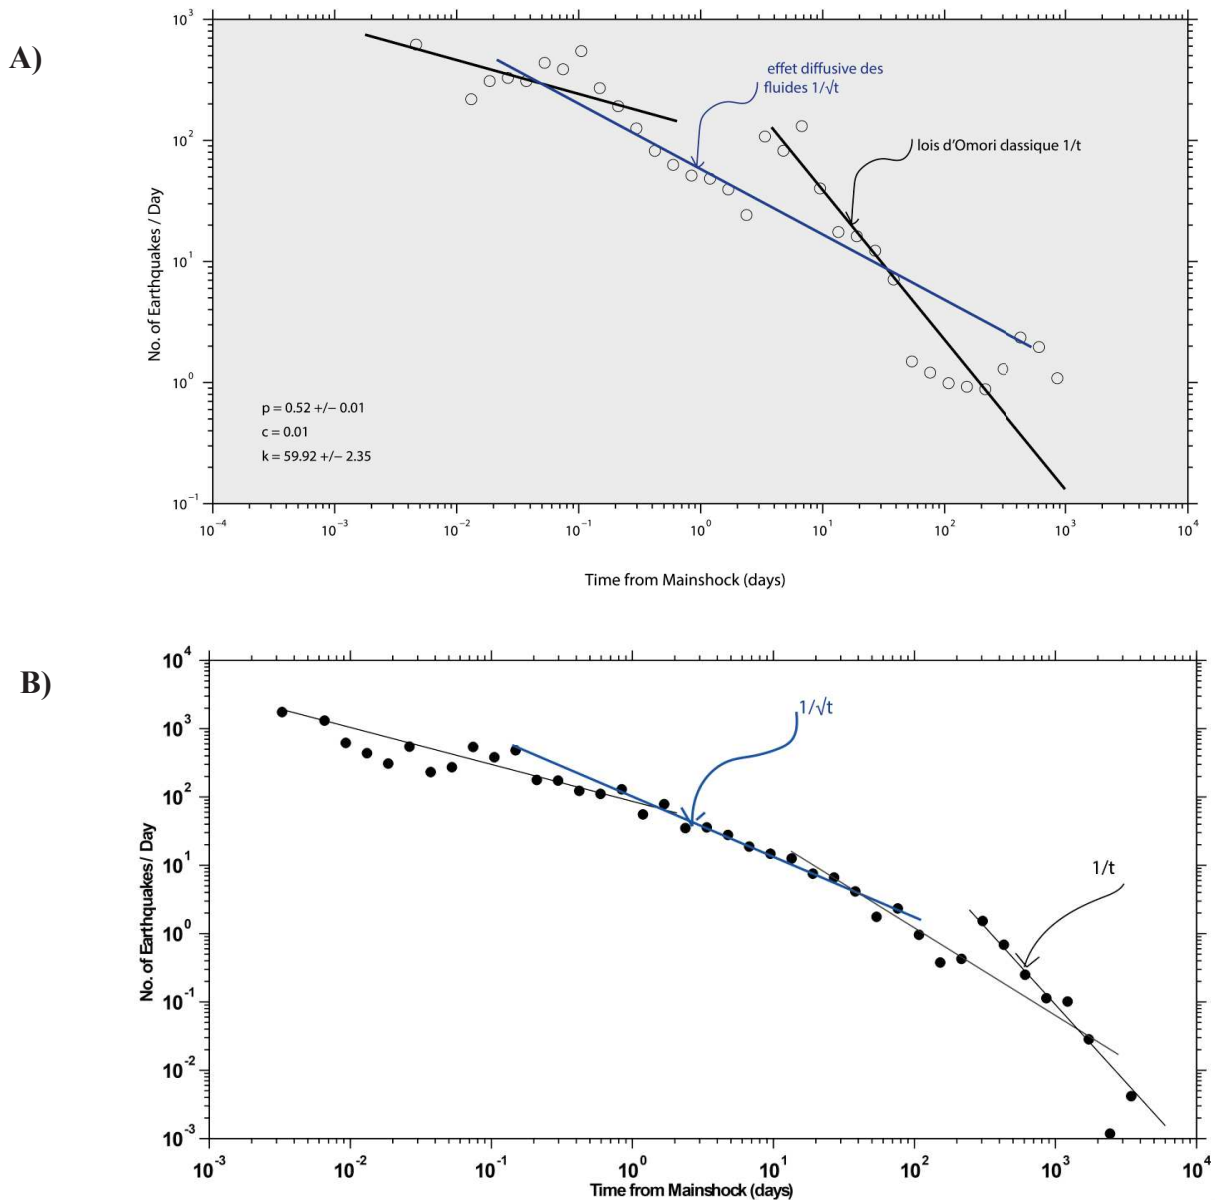 A)
10³
10²
10¹
10⁰
10⁻¹
No. of Earthquakes / Day
effet diffusive des
fluides 1/√t
lois d'Omori classique 1/t
p = 0.52 +/− 0.01
c = 0.01
k = 59.92 +/− 2.35
10⁻⁴ 10⁻³ 10⁻² 10⁻¹ 10⁰ 10¹ 10² 10³ 10⁴
Time from Mainshock (days)
B)
10⁴
10³
10²
10¹
10⁰
10⁻¹
10⁻²
10⁻³
No. of Earthquakes/ Day
1/√t
1/t
10⁻³ 10⁻² 10⁻¹ 10⁰ 10¹ 10² 10³ 10⁴
Time from Mainshock (days)